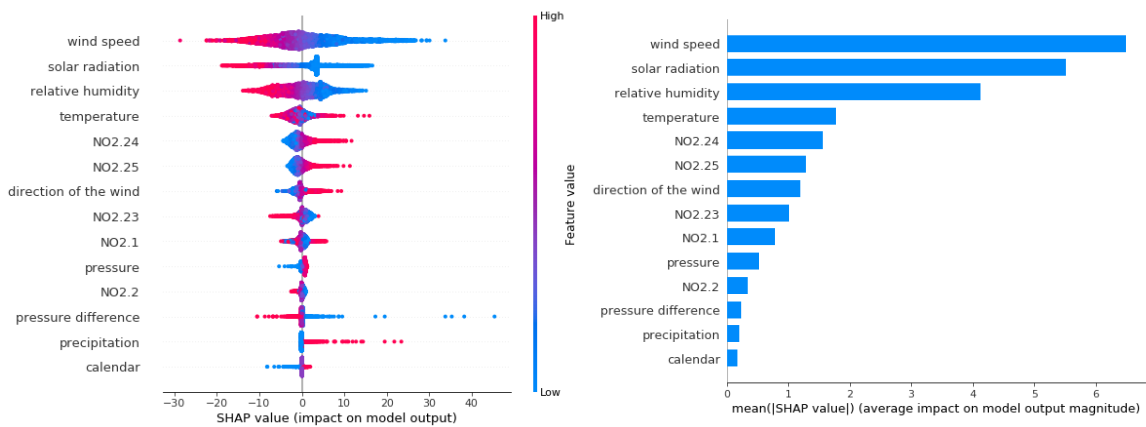 High
wind speed
solar radiation
relative humidity
temperature
NO2.24
NO2.25
direction of the wind
NO2.23
NO2.1
pressure
NO2.2
pressure difference
precipitation
calendar
Feature value
Low
-30 -20 -10 0 10 20 30 40
SHAP value (impact on model output)
wind speed
solar radiation
relative humidity
temperature
NO2.24
NO2.25
direction of the wind
NO2.23
NO2.1
pressure
NO2.2
pressure difference
precipitation
calendar
0 1 2 3 4 5 6
mean(|SHAP value|) (average impact on model output magnitude)